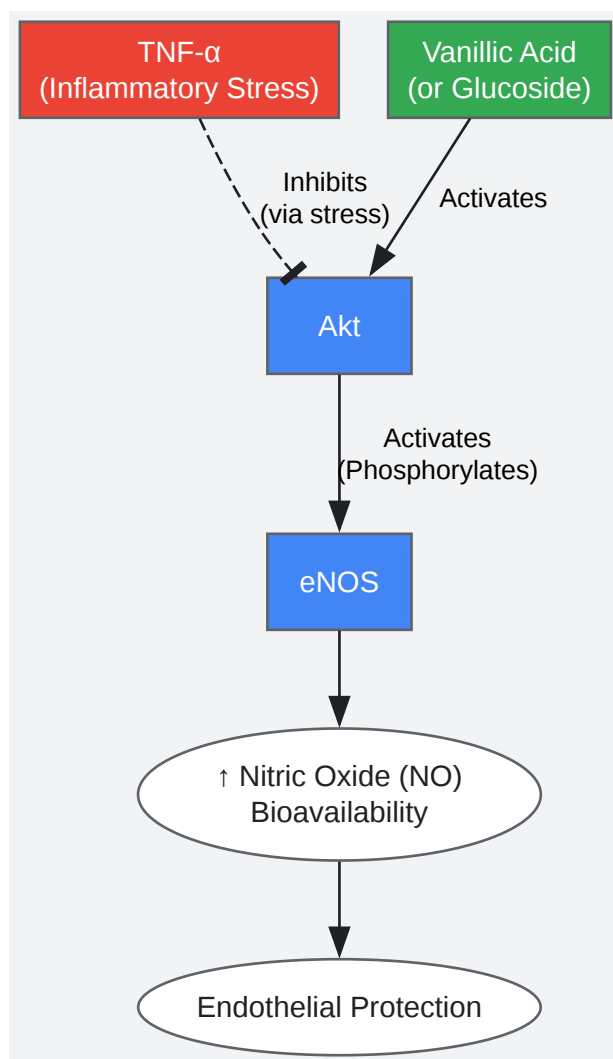 TNF-α
(Inflammatory Stress)
Vanillic Acid
(or Glucoside)
Inhibits
(via stress)
Activates
Akt
Activates
(Phosphorylates)
eNOS
↑ Nitric Oxide (NO)
Bioavailability
Endothelial Protection